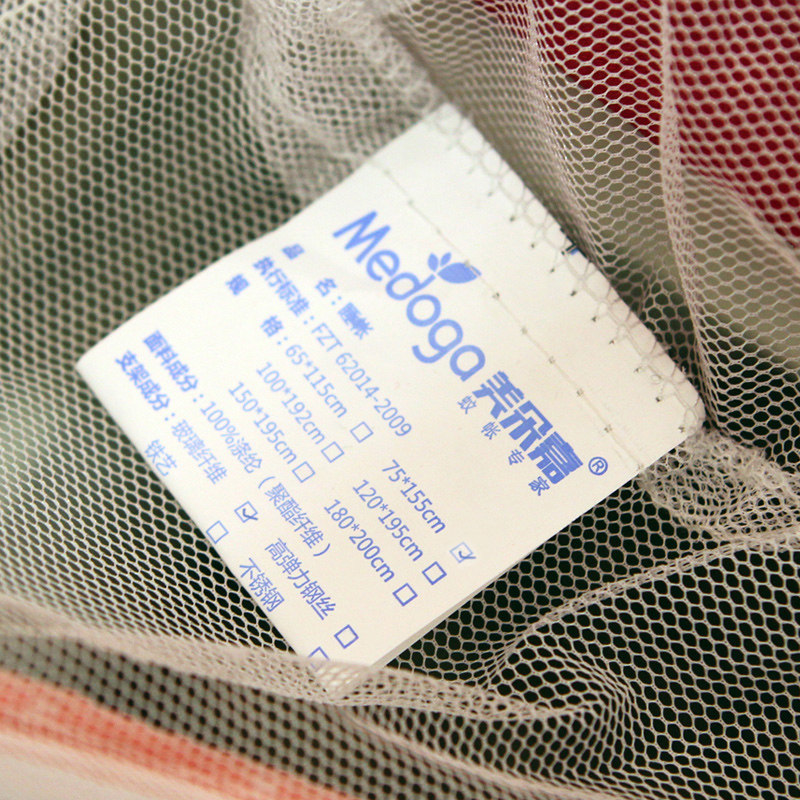 Medoga 美朵嘉®
蚊帐专家
品 名：蚊帐
执行标准：FZT 62014-2009
规 格：65*115cm □ 75*155cm ☑
100*192cm □ 120*195cm □
150*195cm □ 180*200cm □
面料成分：100%涤纶（聚酯纤维）
支架成分：玻璃纤维 ☑ 高弹力钢丝 □
铁艺 □ 不锈钢 □